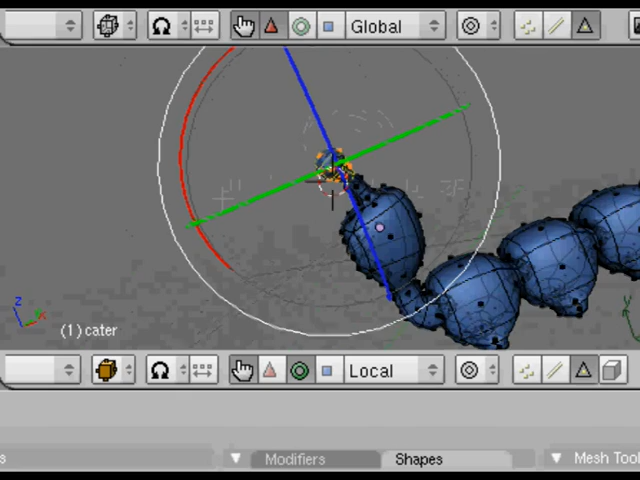 Global
z
(1) cater
Local
s
Modifiers
Shapes
Mesh Tool